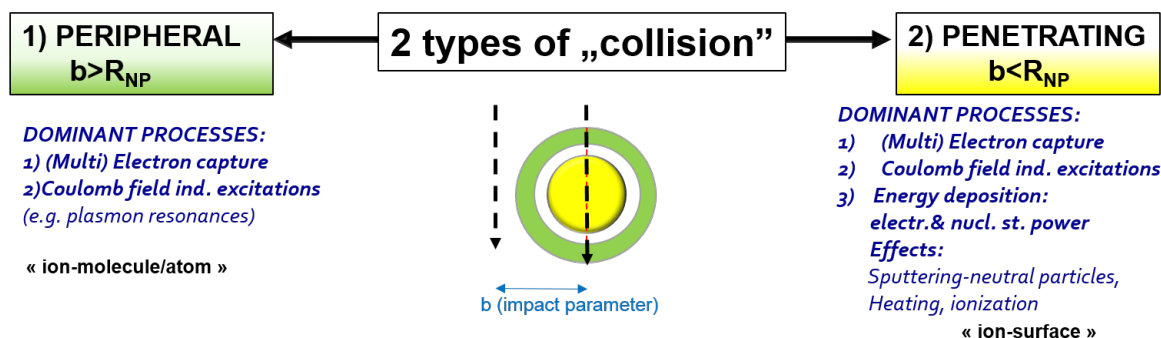 1) PERIPHERAL
b>R_NP
2 types of „collision”
2) PENETRATING
b<R_NP
DOMINANT PROCESSES:
1) (Multi) Electron capture
2)Coulomb field ind. excitations
(e.g. plasmon resonances)
« ion-molecule/atom »
b (impact parameter)
DOMINANT PROCESSES:
1) (Multi) Electron capture
2) Coulomb field ind. excitations
3) Energy deposition:
electr.& nucl. st. power
Effects:
Sputtering-neutral particles,
Heating, ionization
« ion-surface »